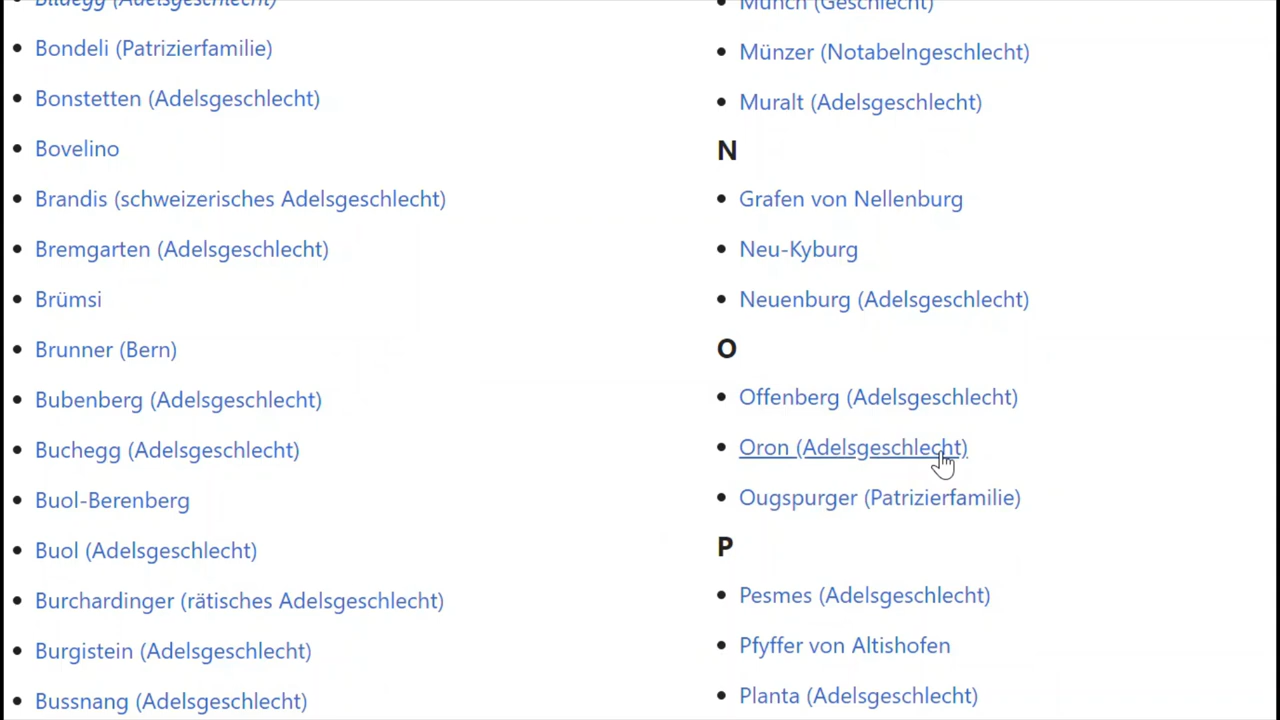 Bondeli (Patrizierfamilie)
Bonstetten (Adelsgeschlecht)
Bovelino
Brandis (schweizerisches Adelsgeschlecht)
Bremgarten (Adelsgeschlecht)
Brümsi
Brunner (Bern)
Bubenberg (Adelsgeschlecht)
Buchegg (Adelsgeschlecht)
Buol-Berenberg
Buol (Adelsgeschlecht)
Burchardinger (rätisches Adelsgeschlecht)
Burgistein (Adelsgeschlecht)
Bussnang (Adelsgeschlecht)
Münch (Geschlecht)
Münzer (Notabelngeschlecht)
Muralt (Adelsgeschlecht)
N
Grafen von Nellenburg
Neu-Kyburg
Neuenburg (Adelsgeschlecht)
O
Offenberg (Adelsgeschlecht)
Oron (Adelsgeschlecht)
Ougspurger (Patrizierfamilie)
P
Pesmes (Adelsgeschlecht)
Pfyffer von Altishofen
Planta (Adelsgeschlecht)